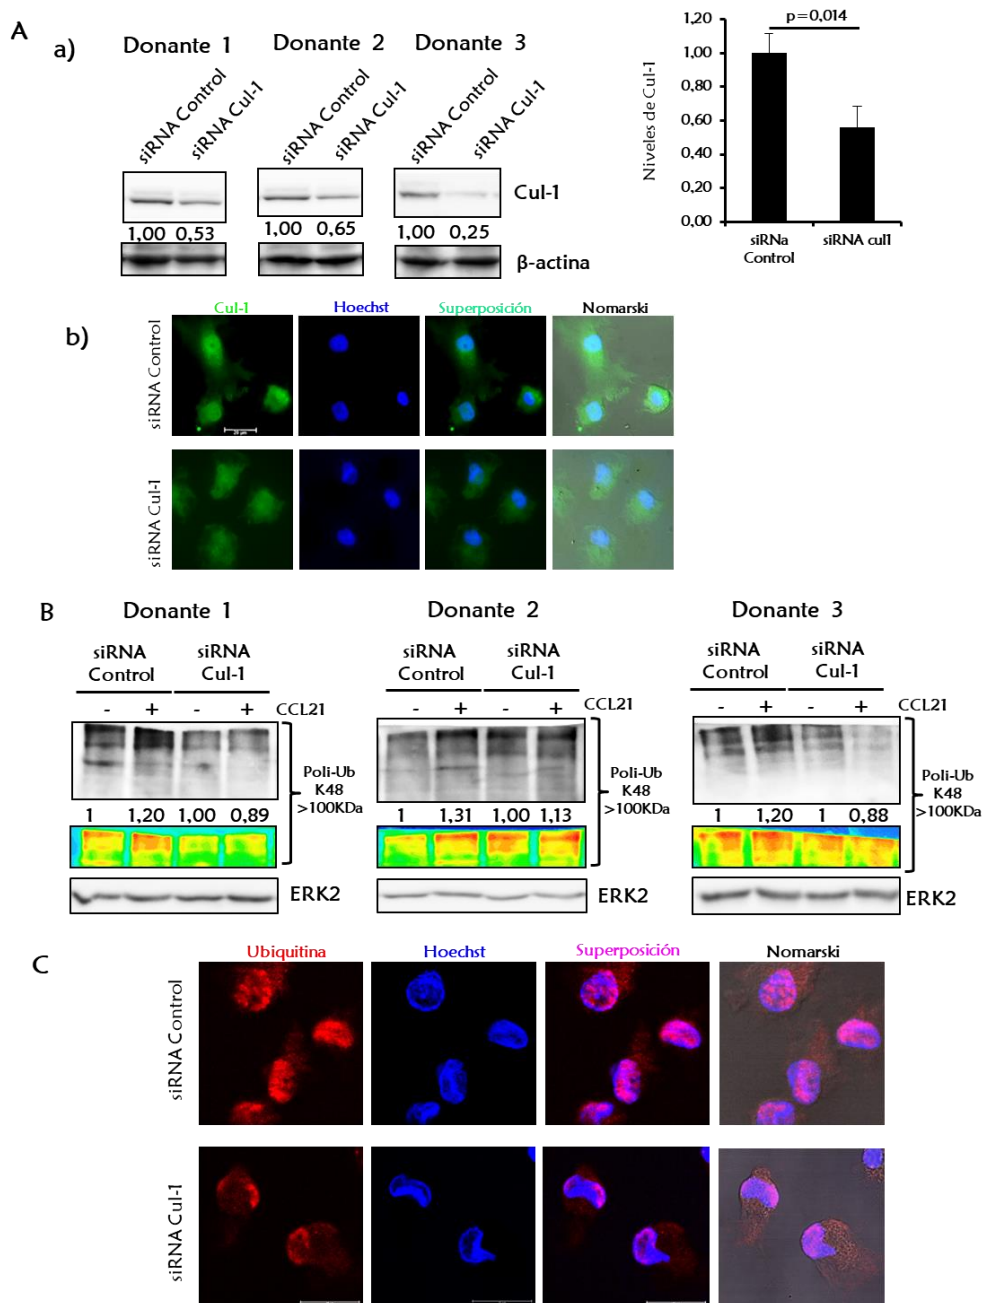 A
a)
Donante 1
Donante 2
Donante 3
siRNA Control
siRNA Cul-1
siRNA Control
siRNA Cul-1
siRNA Control
siRNA Cul-1
Cul-1
1,00 0,53
1,00 0,65
1,00 0,25
β-actina
p=0,014
Niveles de Cul-1
1,20
1,00
0,80
0,60
0,40
0,20
0,00
siRNa
Control
siRNA cul1
b)
Cul-1
Hoechst
Superposición
Nomarski
siRNA Control
20 µm
siRNA Cul-1
B
Donante 1
siRNA
Control
siRNA
Cul-1
- + - +
CCL21
Poli-Ub
K48
>100KDa
1 1,20 1,00 0,89
ERK2
Donante 2
siRNA
Control
siRNA
Cul-1
- + - +
CCL21
Poli-Ub
K48
>100KDa
1 1,31 1,00 1,13
ERK2
Donante 3
siRNA
Control
siRNA
Cul-1
- + - +
CCL21
Poli-Ub
K48
>100KDa
1 1,20 1 0,88
ERK2
C
Ubiquitina
Hoechst
Superposición
Nomarski
siRNA Control
siRNA Cul-1